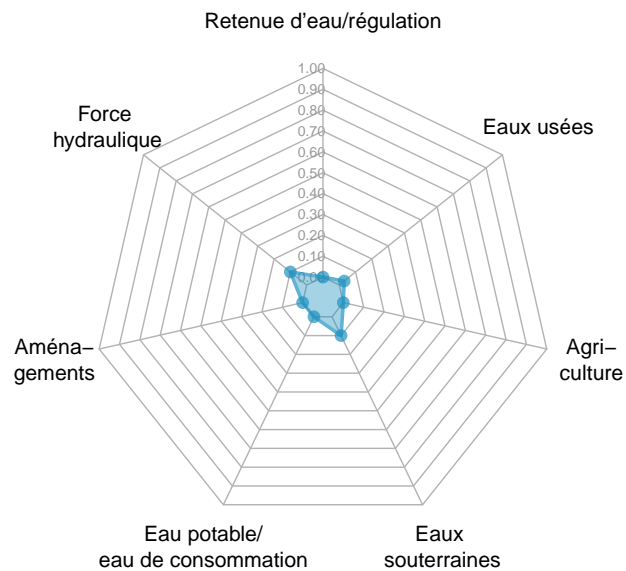 Retenue d'eau/régulation
1.00
0.90
0.80
0.70
0.60
0.50
0.40
0.30
0.20
0.10
Force
hydraulique
Eaux usées
Aména–
gements
Agri–
culture
Eau potable/
eau de consommation
Eaux
souterraines